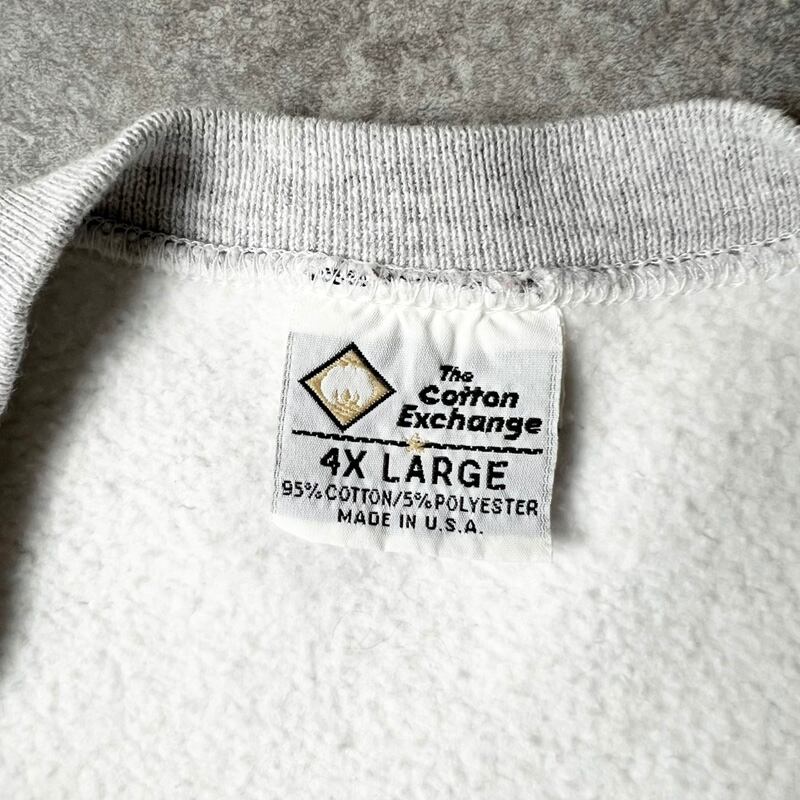 The
Cotton
Exchange
4X LARGE
95% COTTON/5% POLYESTER
MADE IN U.S.A.